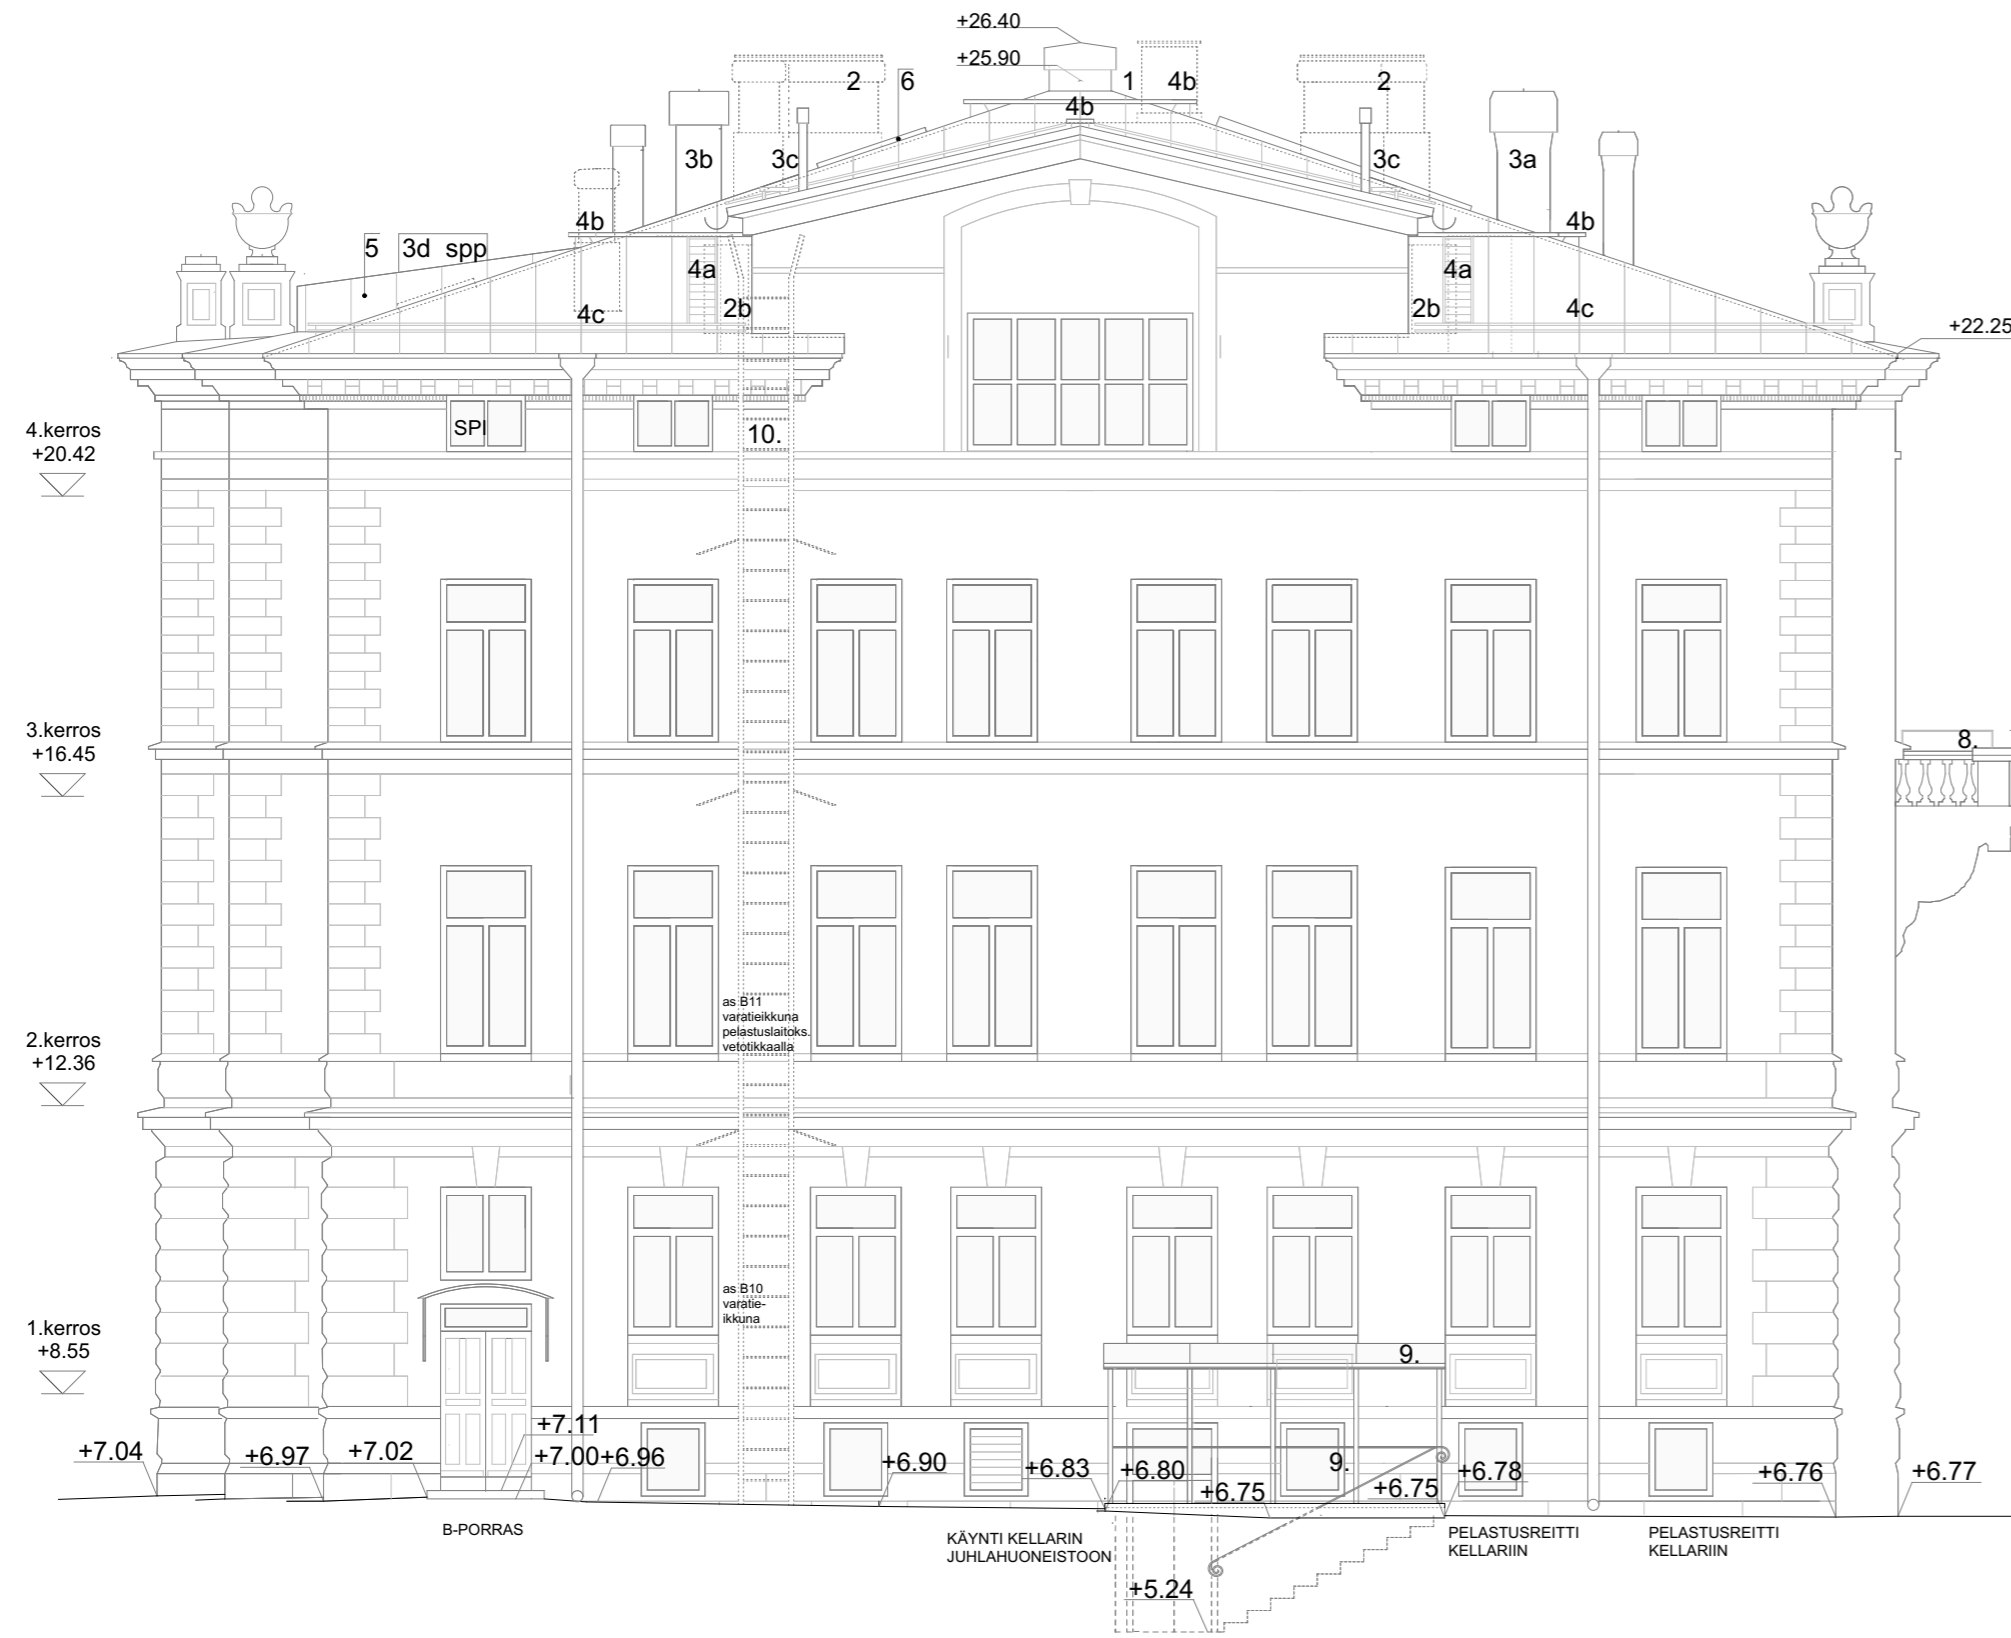 +26.40
+25.90
1
4b
2
6
2
4b
3b
3c
3c
3a
4b
4b
5
3d spp
4a
4a
4c
2b
2b
4c
+22.25
SPI
10.
4.kerros
+20.42
3.kerros
+16.45
8.
as B11
varatieikkuna
pelastuslaitoks.
vetotikkaalla
2.kerros
+12.36
as B10
varatie-
ikkuna
1.kerros
+8.55
9.
+7.04
+6.97
+7.02
+7.11
+7.00
+6.96
+6.90
+6.83
+6.80
9.
+6.75
+6.75
+6.78
+6.76
+6.77
B-PORRAS
KÄYNTI KELLARIN
JUHLAHUONEISTOON
PELASTUSREITTI
KELLARIIN
PELASTUSREITTI
KELLARIIN
+5.24